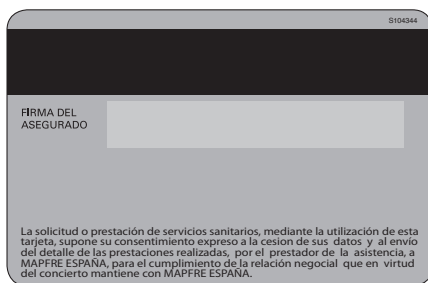 S104344
FIRMA DEL
ASEGURADO
La solicitud o prestación de servicios sanitarios, mediante la utilización de esta
tarjeta, supone su consentimiento expreso a la cesion de sus datos y al envío
del detalle de las prestaciones realizadas, por el prestador de la asistencia, a
MAPFRE ESPAÑA, para el cumplimiento de la relación negocial que en virtud
del concierto mantiene con MAPFRE ESPAÑA.